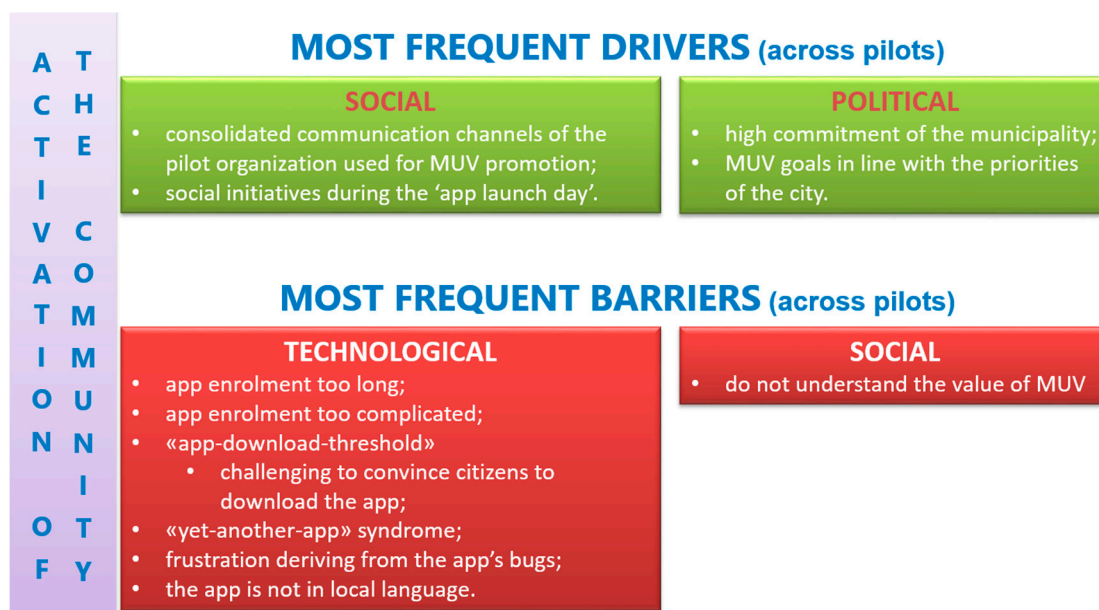 ACTIVATION OF
THE COMMUNITY
MOST FREQUENT DRIVERS (across pilots)
SOCIAL
• consolidated communication channels of the
pilot organization used for MUV promotion;
• social initiatives during the ‘app launch day’.
POLITICAL
• high commitment of the municipality;
• MUV goals in line with the priorities
of the city.
MOST FREQUENT BARRIERS (across pilots)
TECHNOLOGICAL
• app enrolment too long;
• app enrolment too complicated;
• «app-download-threshold»
• challenging to convince citizens to
download the app;
• «yet-another-app» syndrome;
• frustration deriving from the app’s bugs;
• the app is not in local language.
SOCIAL
• do not understand the value of MUV